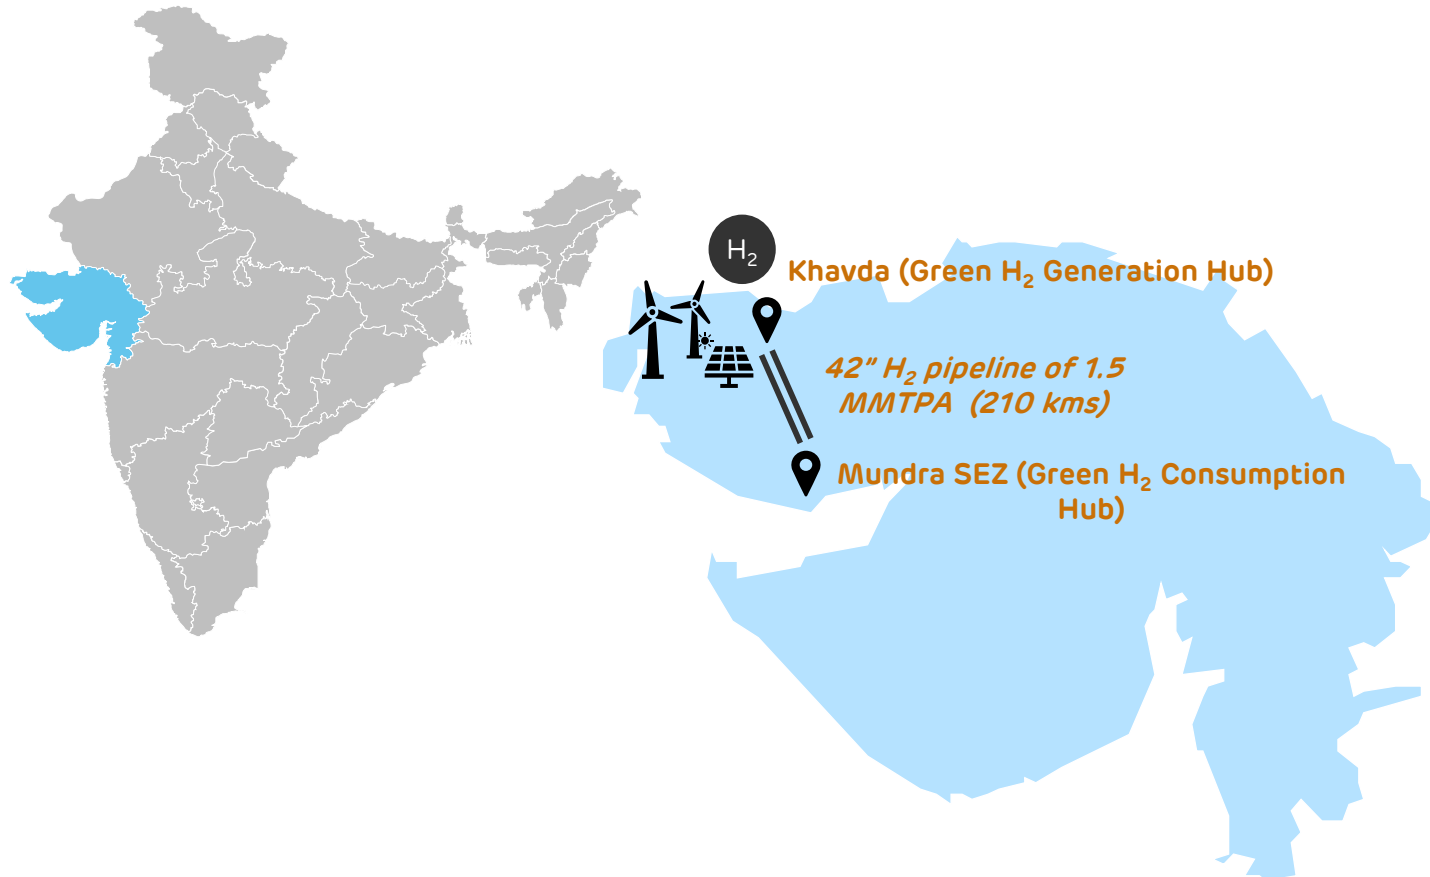 H₂
Khavda (Green H₂ Generation Hub)
42” H₂ pipeline of 1.5
MMTPA (210 kms)
Mundra SEZ (Green H₂ Consumption
Hub)